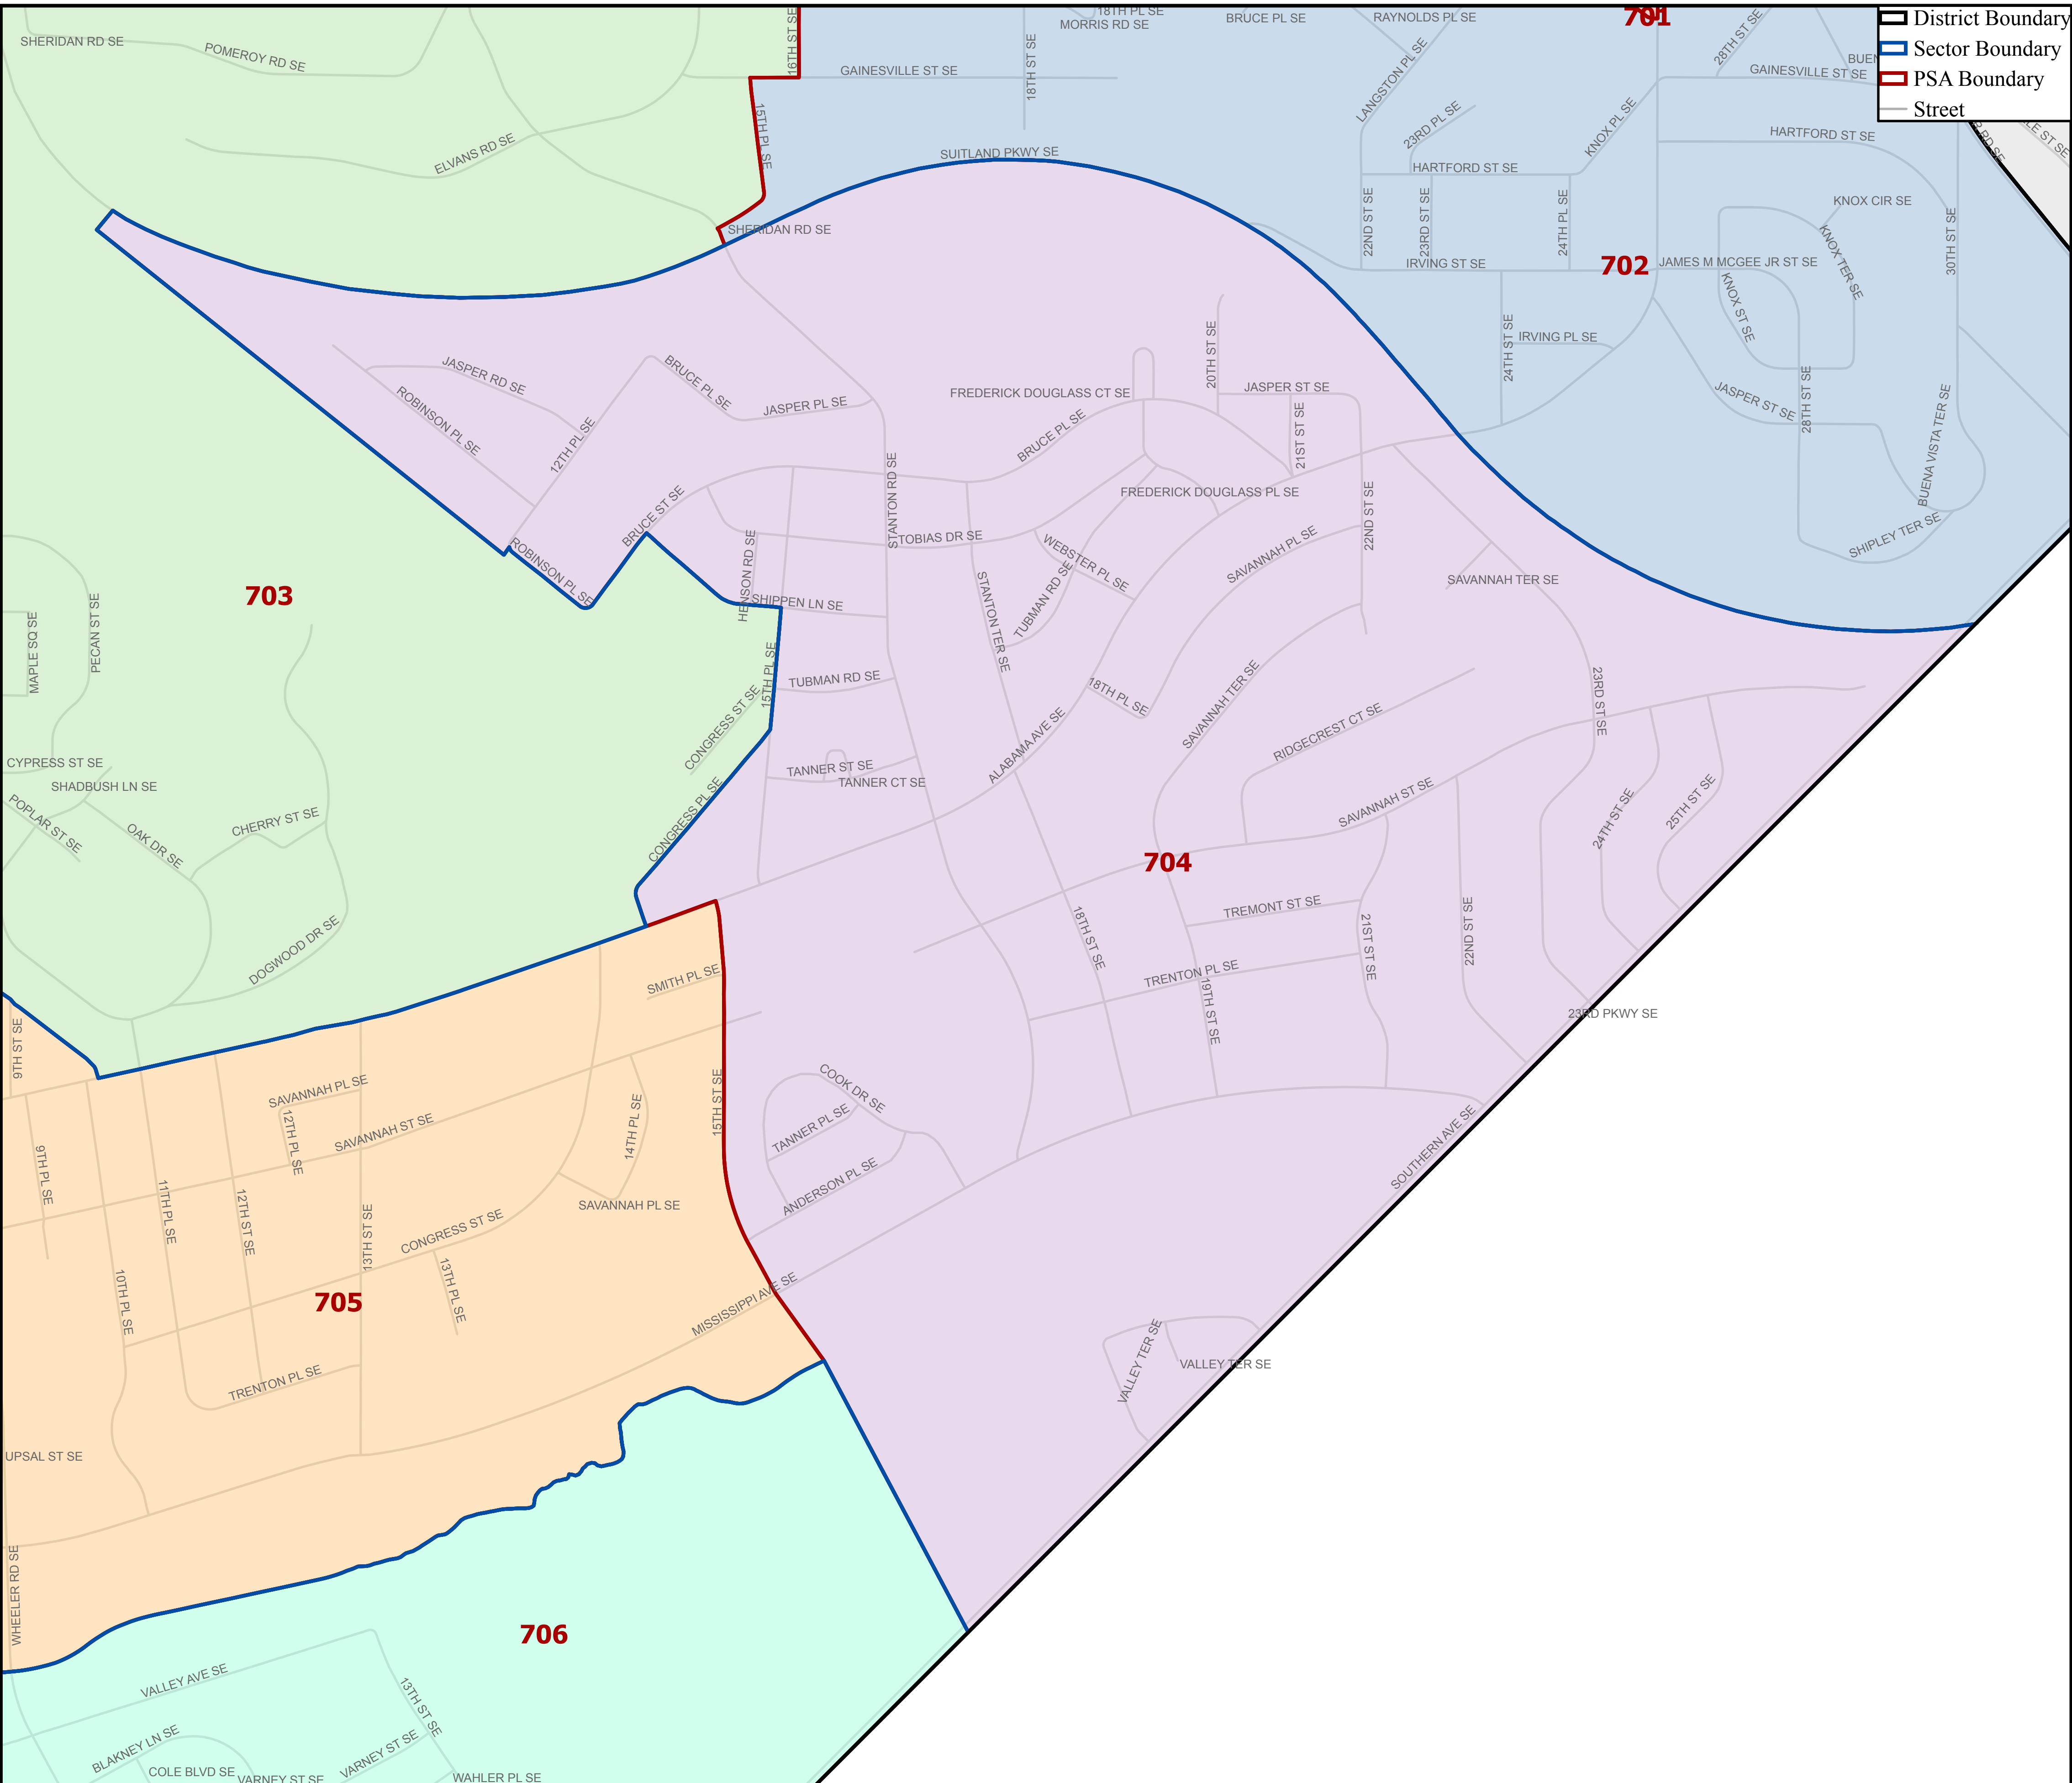 701
District Boundary
Sector Boundary
PSA Boundary
Street
18TH PL SE
MORRIS RD SE
BRUCE PL SE
RAYNOLDS PL SE
28TH ST SE
SHERIDAN RD SE
POMEROY RD SE
16TH ST SE
GAINESVILLE ST SE
18TH ST SE
LANGSTON PL SE
GAINESVILLE ST SE
15TH PL SE
ELVANS RD SE
SUITLAND PKWY SE
23RD PL SE
KNOX PL SE
HARTFORD ST SE
HARTFORD ST SE
22ND ST SE
23RD ST SE
24TH PL SE
KNOX CIR SE
SHERIDAN RD SE
IRVING ST SE
702
JAMES M MCGEE JR ST SE
KNOX TER SE
30TH ST SE
KNOX ST SE
24TH ST SE
IRVING PL SE
JASPER RD SE
ROBINSON PL SE
12TH PL SE
BRUCE PL SE
JASPER PL SE
FREDERICK DOUGLASS CT SE
20TH ST SE
JASPER ST SE
21ST ST SE
BRUCE PL SE
JASPER ST SE
28TH ST SE
BUENA VISTA TER SE
SHIPLEY TER SE
STANTON RD SE
FREDERICK DOUGLASS PL SE
22ND ST SE
BRUCE ST SE
ROBINSON PL SE
HENSON RD SE
TOBIAS DR SE
WEBSTER PL SE
TUBMAN RD SE
SAVANNAH PL SE
SAVANNAH TER SE
703
SHIPPEN LN SE
STANTON TER SE
MAPLE SQ SE
PECAN ST SE
15TH PL SE
TUBMAN RD SE
18TH PL SE
SAVANNAH TER SE
23RD ST SE
CONGRESS ST SE
ALABAMA AVE SE
RIDGECREST CT SE
CYPRESS ST SE
SHADBUSH LN SE
TANNER ST SE
TANNER CT SE
POPLAR ST SE
OAK DR SE
CHERRY ST SE
CONGRESS PL SE
SAVANNAH ST SE
24TH ST SE
25TH ST SE
704
DOGWOOD DR SE
18TH ST SE
TREMONT ST SE
21ST ST SE
22ND ST SE
SMITH PL SE
TRENTON PL SE
19TH ST SE
23RD PKWY SE
9TH ST SE
SAVANNAH PL SE
12TH PL SE
SAVANNAH ST SE
14TH PL SE
15TH ST SE
COOK DR SE
TANNER PL SE
SOUTHERN AVE SE
9TH PL SE
11TH PL SE
12TH ST SE
13TH ST SE
CONGRESS ST SE
SAVANNAH PL SE
ANDERSON PL SE
10TH PL SE
705
13TH PL SE
MISSISSIPPI AVE SE
TRENTON PL SE
VALLEY TER SE
VALLEY TER SE
UPSAL ST SE
WHEELER RD SE
706
VALLEY AVE SE
13TH ST SE
BLAKNEY LN SE
COLE BLVD SE
VARNEY ST SE
VARNEY ST SE
WAHLER PL SE